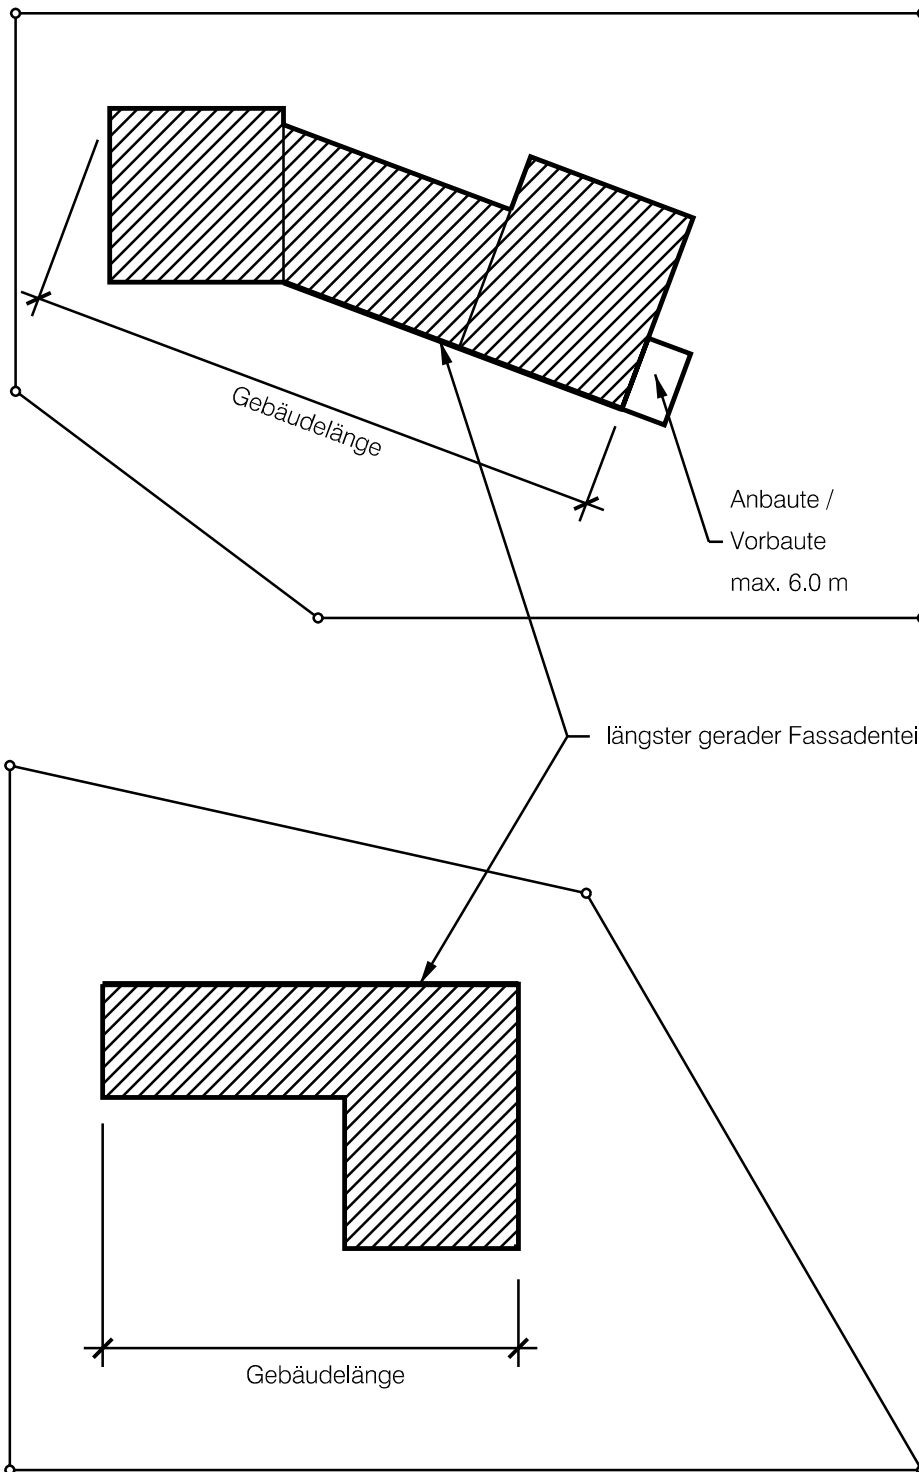 Gebäudelänge
Anbaute /
Vorbaute
max. 6.0 m
längster gerader Fassadentei
Gebäudelänge